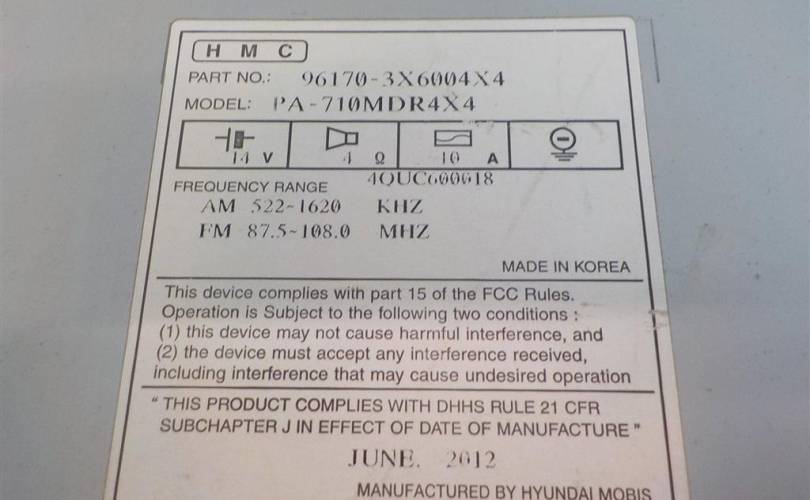 HMC
PART NO.: 96170-3X6004X4
MODEL: PA-710MDR4X4
14 V 4 Ω 10 A
4QUC600618
FREQUENCY RANGE
AM 522~1620 KHZ
FM 87.5~108.0 MHZ
MADE IN KOREA
This device complies with part 15 of the FCC Rules.
Operation is Subject to the following two conditions :
(1) this device may not cause harmful interference, and
(2) the device must accept any interference received,
including interference that may cause undesired operation
" THIS PRODUCT COMPLIES WITH DHHS RULE 21 CFR
SUBCHAPTER J IN EFFECT OF DATE OF MANUFACTURE "
JUNE. 2012
MANUFACTURED BY HYUNDAI MOBIS